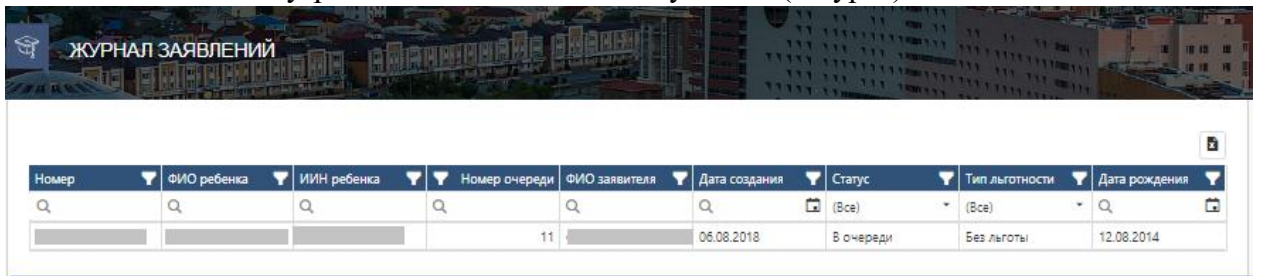 ЖУРНАЛ ЗАЯВЛЕНИЙ
Номер ФИО ребенка ИИН ребенка Номер очереди ФИО заявителя Дата создания Статус Тип льготности Дата рождения
(Все) (Все)
11 06.08.2018 В очереди Без льготы 12.08.2014